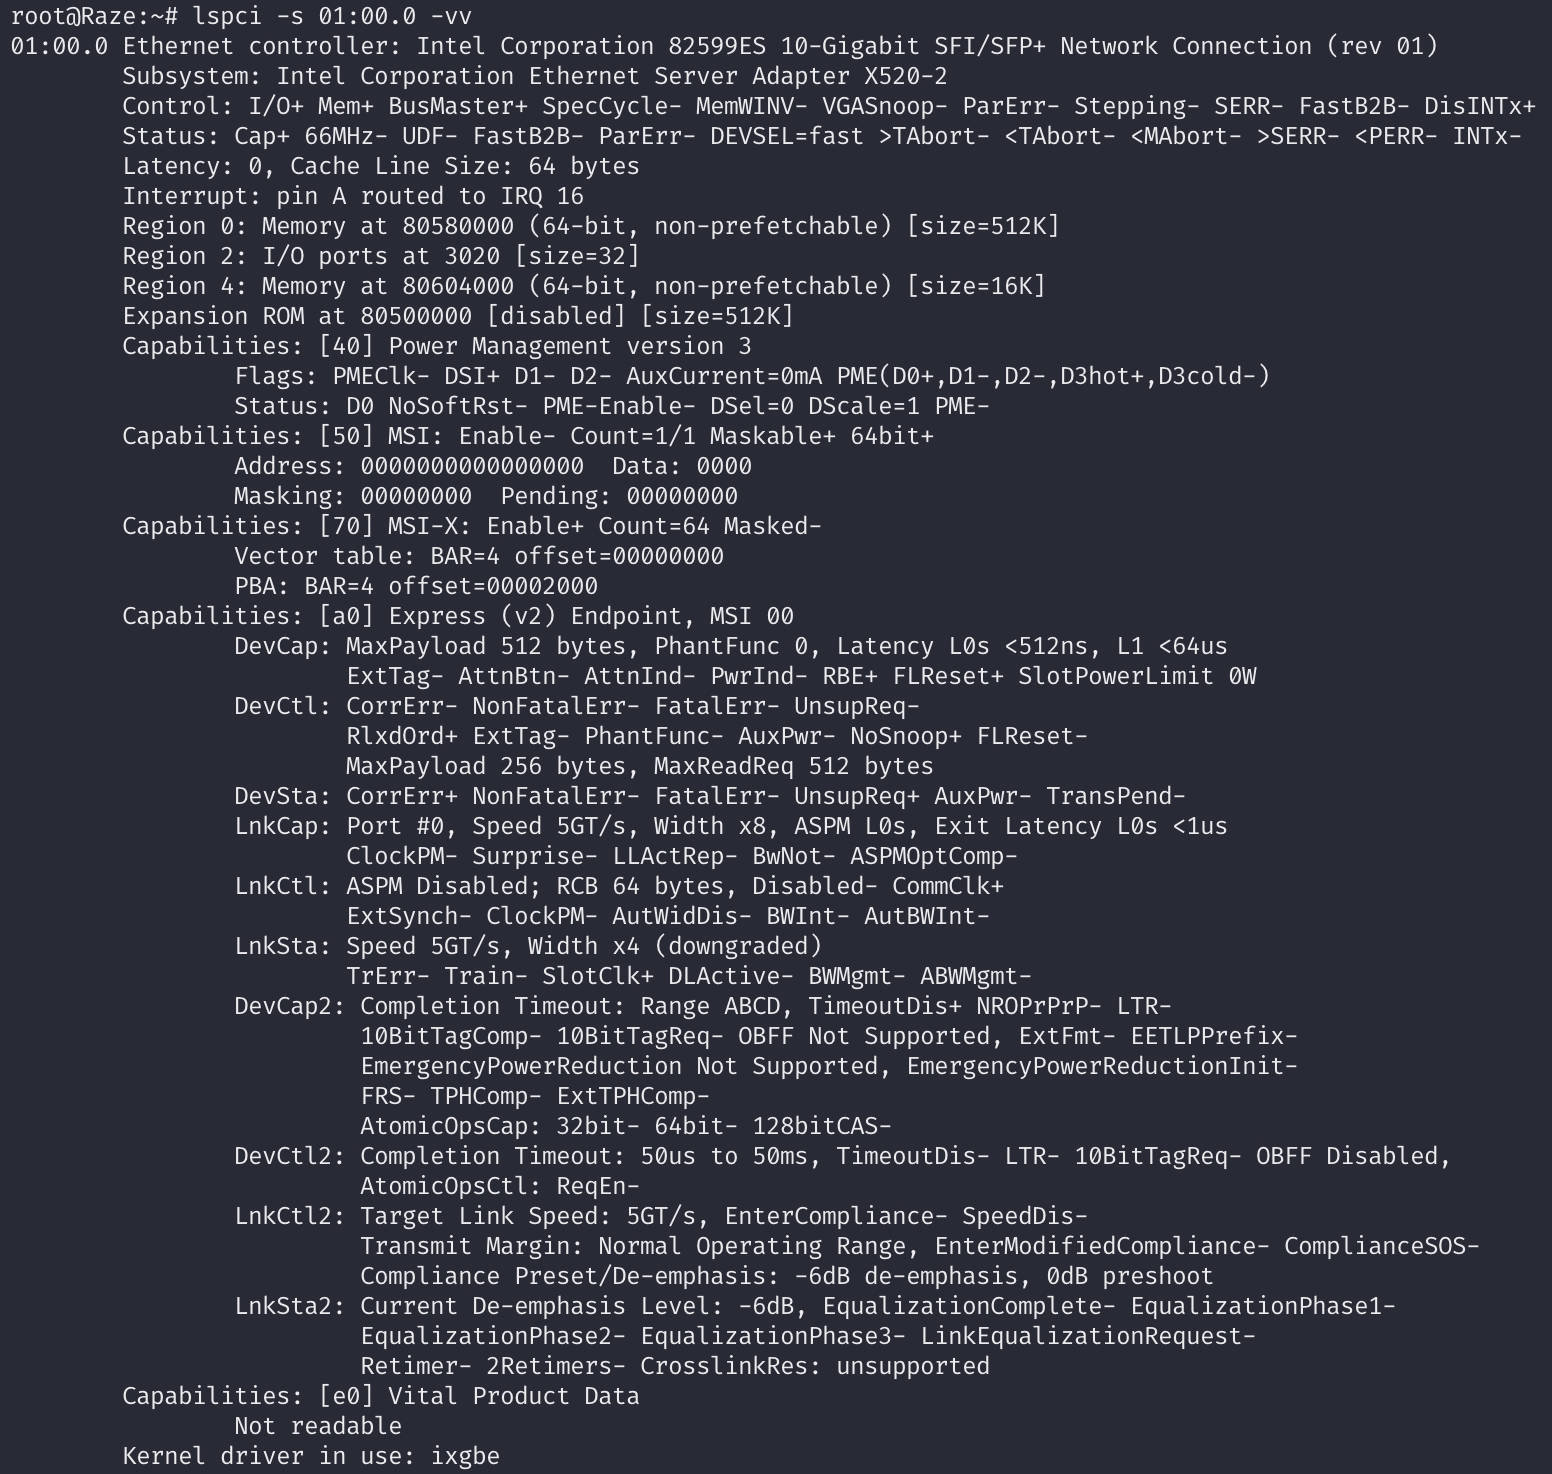 root@Raze:~# lspci -s 01:00.0 -vv
01:00.0 Ethernet controller: Intel Corporation 82599ES 10-Gigabit SFI/SFP+ Network Connection (rev 01)
Subsystem: Intel Corporation Ethernet Server Adapter X520-2
Control: I/O+ Mem+ BusMaster+ SpecCycle- MemWINV- VGASnoop- ParErr- Stepping- SERR- FastB2B- DisINTx+
Status: Cap+ 66MHz- UDF- FastB2B- ParErr- DEVSEL=fast >TAbort- <TAbort- <MAbort- >SERR- <PERR- INTx-
Latency: 0, Cache Line Size: 64 bytes
Interrupt: pin A routed to IRQ 16
Region 0: Memory at 80580000 (64-bit, non-prefetchable) [size=512K]
Region 2: I/O ports at 3020 [size=32]
Region 4: Memory at 80604000 (64-bit, non-prefetchable) [size=16K]
Expansion ROM at 80500000 [disabled] [size=512K]
Capabilities: [40] Power Management version 3
Flags: PMEClk- DSI+ D1- D2- AuxCurrent=0mA PME(D0+,D1-,D2-,D3hot+,D3cold-)
Status: D0 NoSoftRst- PME-Enable- DSel=0 DScale=1 PME-
Capabilities: [50] MSI: Enable- Count=1/1 Maskable+ 64bit+
Address: 0000000000000000  Data: 0000
Masking: 00000000  Pending: 00000000
Capabilities: [70] MSI-X: Enable+ Count=64 Masked-
Vector table: BAR=4 offset=00000000
PBA: BAR=4 offset=00002000
Capabilities: [a0] Express (v2) Endpoint, MSI 00
DevCap: MaxPayload 512 bytes, PhantFunc 0, Latency L0s <512ns, L1 <64us
ExtTag- AttnBtn- AttnInd- PwrInd- RBE+ FLReset+ SlotPowerLimit 0W
DevCtl: CorrErr- NonFatalErr- FatalErr- UnsupReq-
RlxdOrd+ ExtTag- PhantFunc- AuxPwr- NoSnoop+ FLReset-
MaxPayload 256 bytes, MaxReadReq 512 bytes
DevSta: CorrErr+ NonFatalErr- FatalErr- UnsupReq+ AuxPwr- TransPend-
LnkCap: Port #0, Speed 5GT/s, Width x8, ASPM L0s, Exit Latency L0s <1us
ClockPM- Surprise- LLActRep- BwNot- ASPMOptComp-
LnkCtl: ASPM Disabled; RCB 64 bytes, Disabled- CommClk+
ExtSynch- ClockPM- AutWidDis- BWInt- AutBWInt-
LnkSta: Speed 5GT/s, Width x4 (downgraded)
TrErr- Train- SlotClk+ DLActive- BWMgmt- ABWMgmt-
DevCap2: Completion Timeout: Range ABCD, TimeoutDis+ NROPrPrP- LTR-
10BitTagComp- 10BitTagReq- OBFF Not Supported, ExtFmt- EETLPPrefix-
EmergencyPowerReduction Not Supported, EmergencyPowerReductionInit-
FRS- TPHComp- ExtTPHComp-
AtomicOpsCap: 32bit- 64bit- 128bitCAS-
DevCtl2: Completion Timeout: 50us to 50ms, TimeoutDis- LTR- 10BitTagReq- OBFF Disabled,
AtomicOpsCtl: ReqEn-
LnkCtl2: Target Link Speed: 5GT/s, EnterCompliance- SpeedDis-
Transmit Margin: Normal Operating Range, EnterModifiedCompliance- ComplianceSOS-
Compliance Preset/De-emphasis: -6dB de-emphasis, 0dB preshoot
LnkSta2: Current De-emphasis Level: -6dB, EqualizationComplete- EqualizationPhase1-
EqualizationPhase2- EqualizationPhase3- LinkEqualizationRequest-
Retimer- 2Retimers- CrosslinkRes: unsupported
Capabilities: [e0] Vital Product Data
Not readable
Kernel driver in use: ixgbe